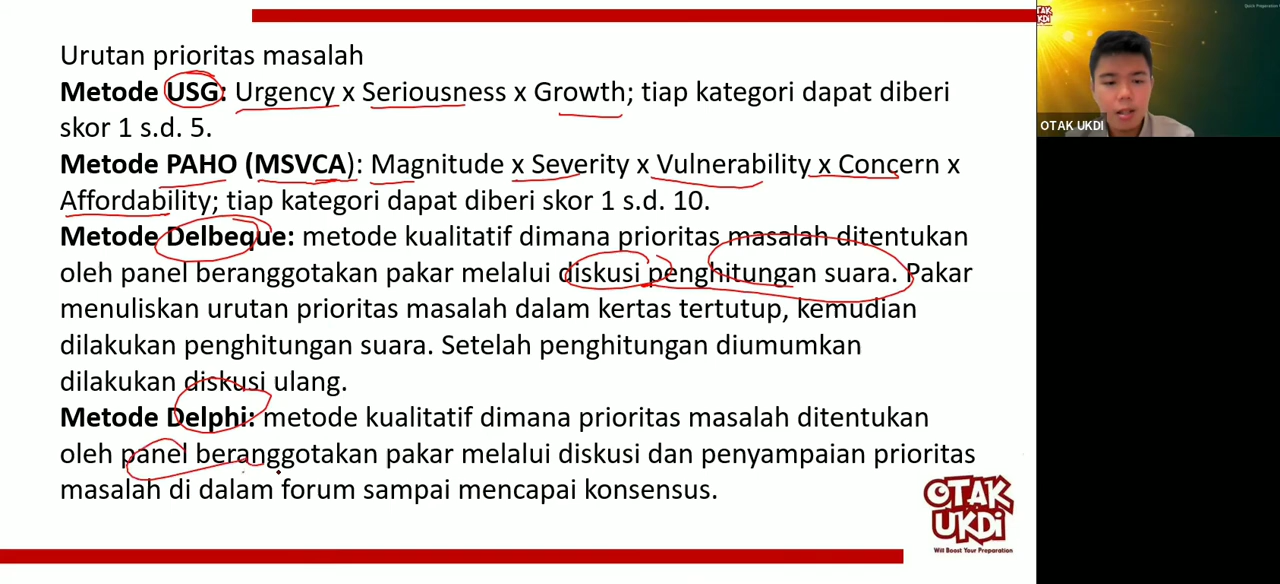 Urutan prioritas masalah
Metode USG: Urgency x Seriousness x Growth; tiap kategori dapat diberi
skor 1 s.d. 5.
Metode PAHO (MSVCA): Magnitude x Severity x Vulnerability x Concern x
Affordability; tiap kategori dapat diberi skor 1 s.d. 10.
Metode Delbeque: metode kualitatif dimana prioritas masalah ditentukan
oleh panel beranggotakan pakar melalui diskusi penghitungan suara. Pakar
menuliskan urutan prioritas masalah dalam kertas tertutup, kemudian
dilakukan penghitungan suara. Setelah penghitungan diumumkan
dilakukan diskusi ulang.
Metode Delphi: metode kualitatif dimana prioritas masalah ditentukan
oleh panel beranggotakan pakar melalui diskusi dan penyampaian prioritas
masalah di dalam forum sampai mencapai konsensus.
OTAK
UKDI
Will Boost Your Preparation
OTAK UKDI